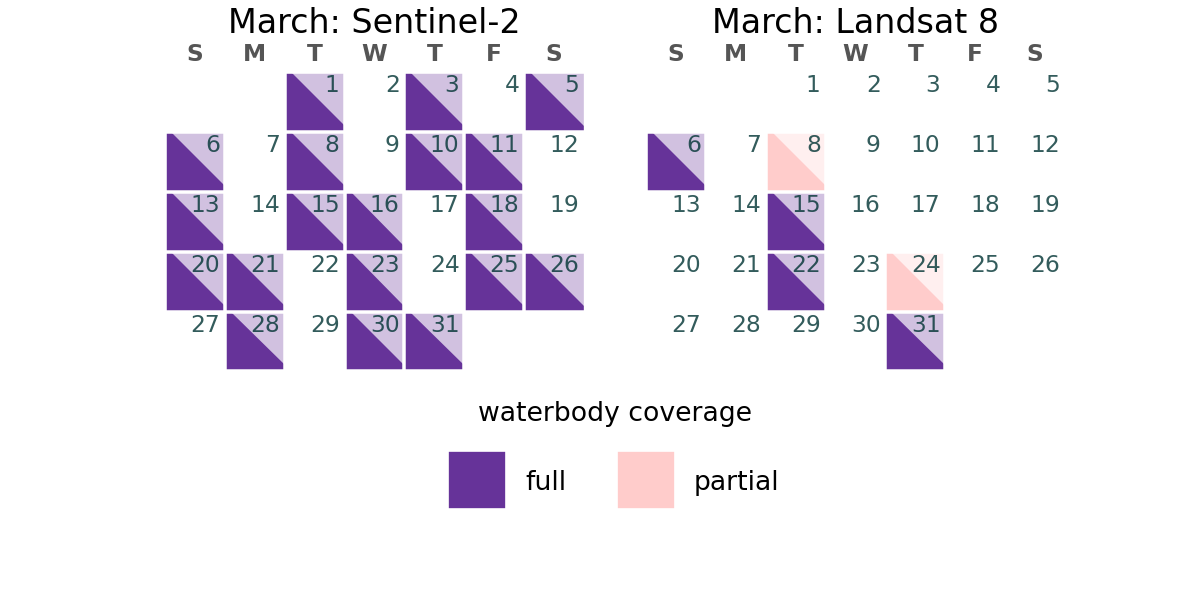 March: Sentinel-2
S M T W T F S
1 2 3 4 5
6 7 8 9 10 11 12
13 14 15 16 17 18 19
20 21 22 23 24 25 26
27 28 29 30 31
March: Landsat 8
S M T W T F S
1 2 3 4 5
6 7 8 9 10 11 12
13 14 15 16 17 18 19
20 21 22 23 24 25 26
27 28 29 30 31
waterbody coverage
full partial